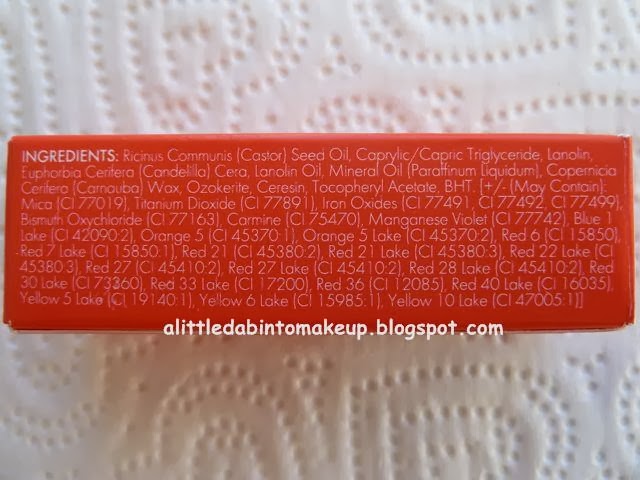 INGREDIENTS: Ricinus Communis (Castor) Seed Oil, Caprylic/Capric Triglyceride, Lanolin,
Euphorbia Cerifera (Candelilla) Cera, Lanolin Oil, Mineral Oil (Paraffinum Liquidum), Copernicia
Cerifera (Carnauba) Wax, Ozokerite, Ceresin, Tocopheryl Acetate, BHT. [+/- (May Contain):
Mica (CI 77019), Titanium Dioxide (CI 77891), Iron Oxides (CI 77491, CI 77492, CI 77499),
Bismuth Oxychloride (CI 77163), Carmine (CI 75470), Manganese Violet (CI 77742), Blue 1
Lake (CI 42090:2), Orange 5 (CI 45370:1), Orange 5 Lake (CI 45370:2), Red 6 (CI 15850),
Red 7 Lake (CI 15850:1), Red 21 (CI 45380:2), Red 21 Lake (CI 45380:3), Red 22 Lake (CI
45380:3), Red 27 (CI 45410:2), Red 27 Lake (CI 45410:2), Red 28 Lake (CI 45410:2), Red
30 Lake (CI 73360), Red 33 Lake (CI 17200), Red 36 (CI 12085), Red 40 Lake (CI 16035),
Yellow 5 Lake (CI 19140:1), Yellow 6 Lake (CI 15985:1), Yellow 10 Lake (CI 47005:1)]
alittledabintomakeup.blogspot.com